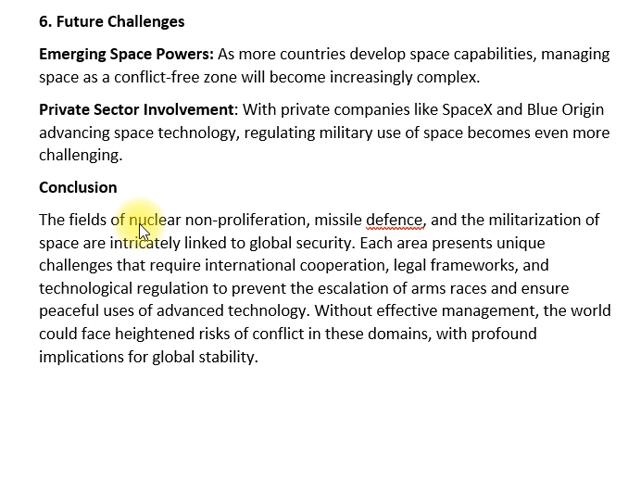 6. Future Challenges
Emerging Space Powers: As more countries develop space capabilities, managing
space as a conflict-free zone will become increasingly complex.
Private Sector Involvement: With private companies like SpaceX and Blue Origin
advancing space technology, regulating military use of space becomes even more
challenging.
Conclusion
The fields of nuclear non-proliferation, missile defence, and the militarization of
space are intricately linked to global security. Each area presents unique
challenges that require international cooperation, legal frameworks, and
technological regulation to prevent the escalation of arms races and ensure
peaceful uses of advanced technology. Without effective management, the world
could face heightened risks of conflict in these domains, with profound
implications for global stability.